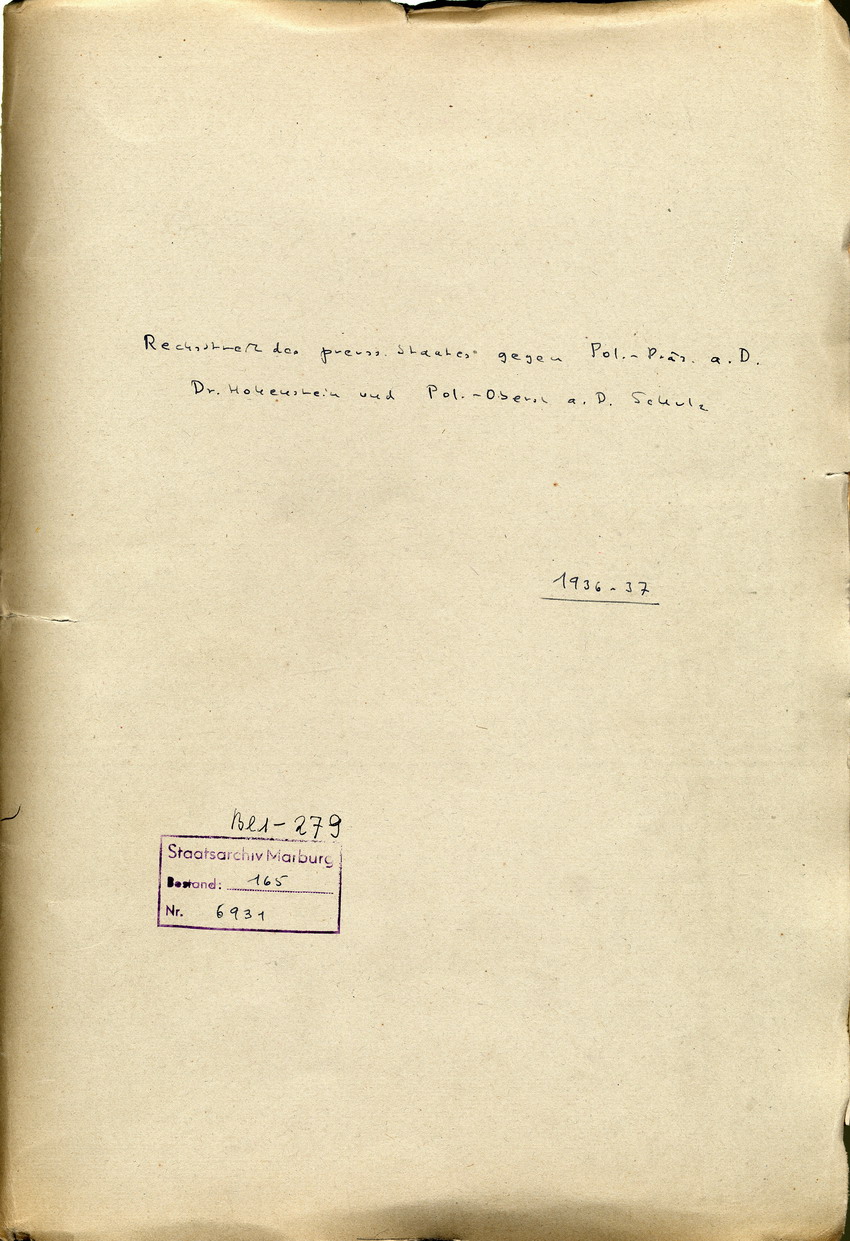 Rechtsstreit des preuss. Staates gegen Pol.-Präs. a. D.
Dr. Hohenstein und Pol.-Oberst a. D. Schulz
1936-37
Bl 1-279
Staatsarchiv Marburg
Bestand: 165
Nr. 6931